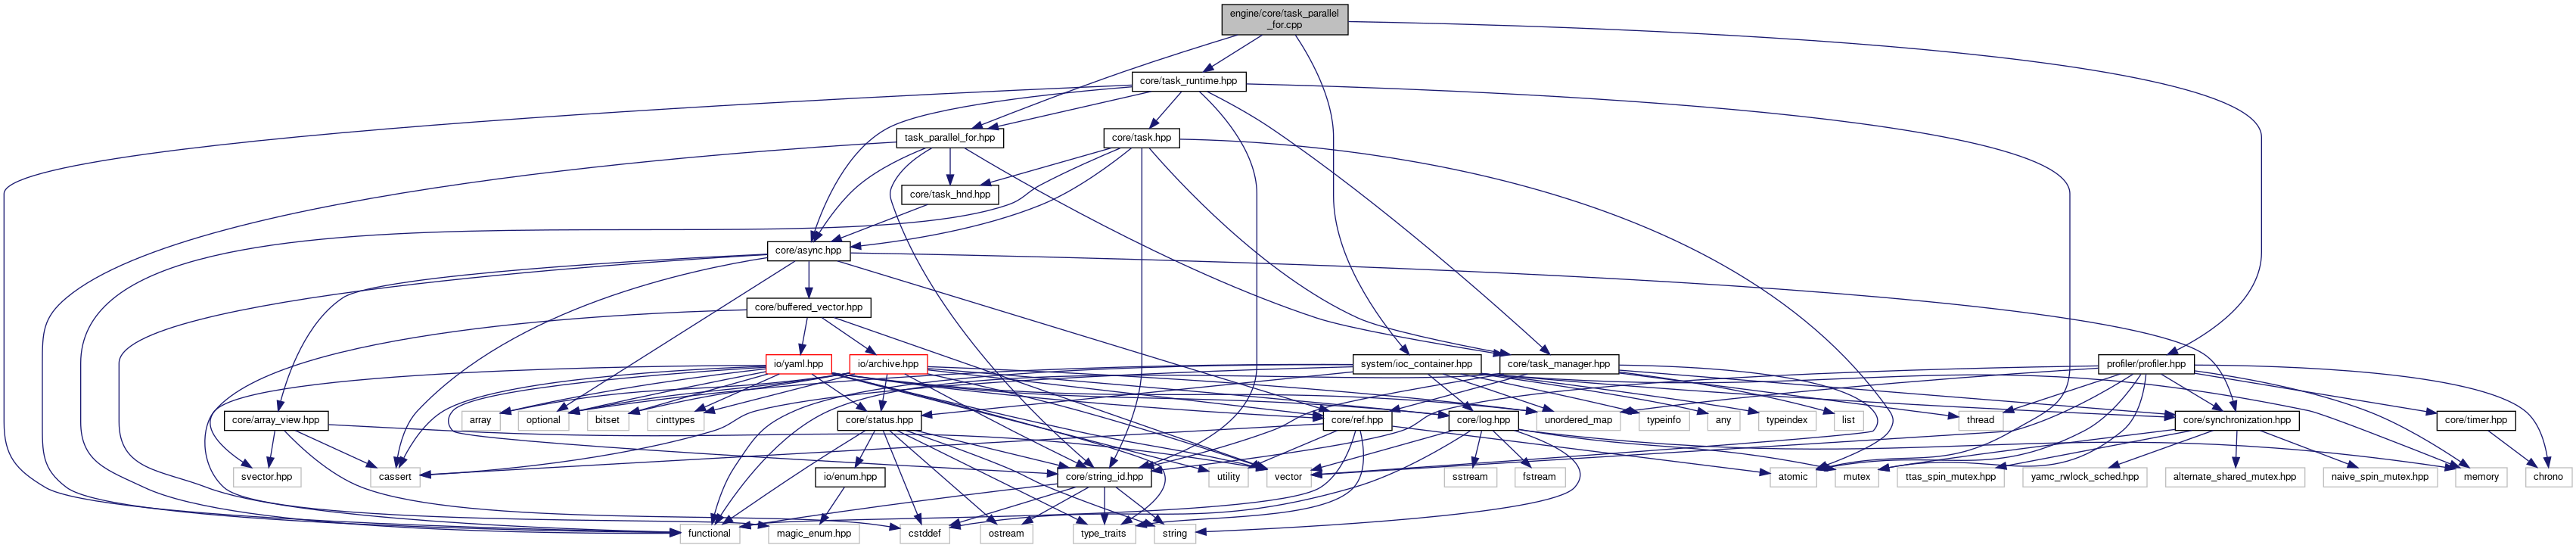 engine/core/task_parallel
_for.cpp
core/task_runtime.hpp
task_parallel_for.hpp
core/task.hpp
core/task_hnd.hpp
core/async.hpp
core/buffered_vector.hpp
io/yaml.hpp
io/archive.hpp
system/ioc_container.hpp
core/task_manager.hpp
profiler/profiler.hpp
core/array_view.hpp
array
optional
bitset
cinttypes
core/status.hpp
core/ref.hpp
core/log.hpp
unordered_map
typeinfo
any
typeindex
list
thread
core/synchronization.hpp
core/timer.hpp
svector.hpp
cassert
io/enum.hpp
core/string_id.hpp
utility
vector
sstream
fstream
atomic
mutex
ttas_spin_mutex.hpp
yamc_rwlock_sched.hpp
alternate_shared_mutex.hpp
naive_spin_mutex.hpp
memory
chrono
functional
magic_enum.hpp
cstddef
ostream
type_traits
string